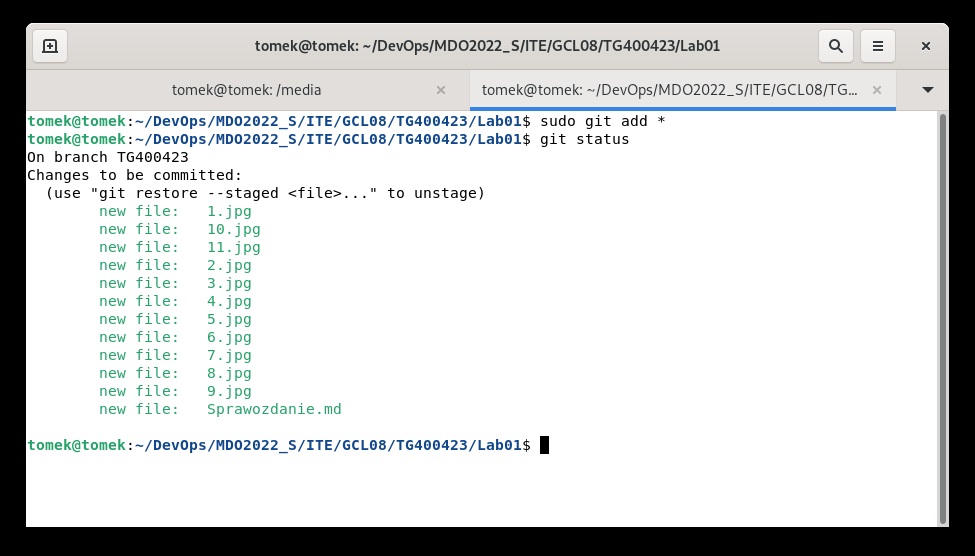 tomek@tomek: ~/DevOps/MDO2022_S/ITE/GCL08/TG400423/Lab01
tomek@tomek: /media
tomek@tomek: ~/DevOps/MDO2022_S/ITE/GCL08/TG...
tomek@tomek:~/DevOps/MDO2022_S/ITE/GCL08/TG400423/Lab01$ sudo git add *
tomek@tomek:~/DevOps/MDO2022_S/ITE/GCL08/TG400423/Lab01$ git status
On branch TG400423
Changes to be committed:
  (use "git restore --staged <file>..." to unstage)
        new file:   1.jpg
        new file:   10.jpg
        new file:   11.jpg
        new file:   2.jpg
        new file:   3.jpg
        new file:   4.jpg
        new file:   5.jpg
        new file:   6.jpg
        new file:   7.jpg
        new file:   8.jpg
        new file:   9.jpg
        new file:   Sprawozdanie.md
tomek@tomek:~/DevOps/MDO2022_S/ITE/GCL08/TG400423/Lab01$